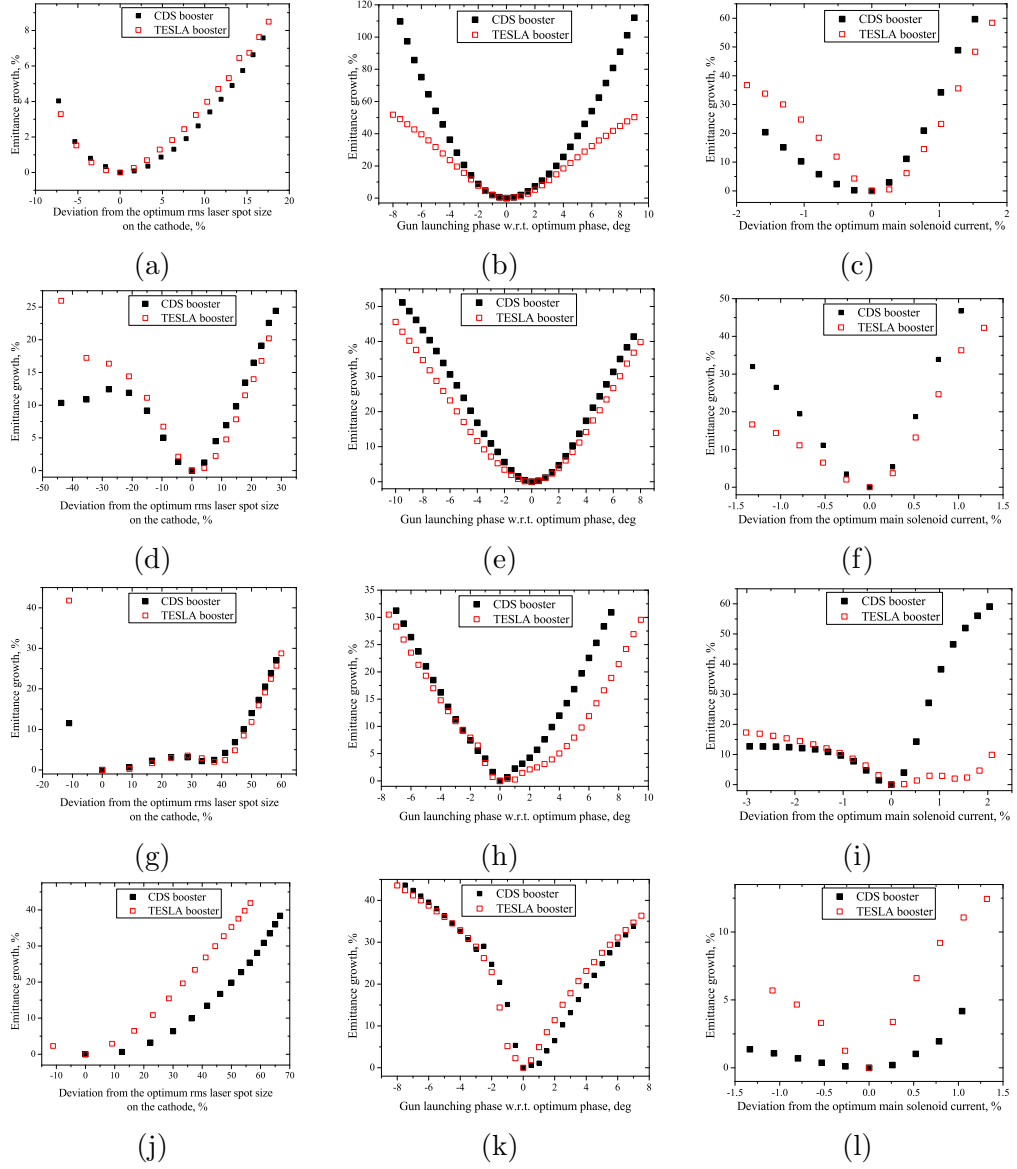 8
6
4
2
0
-10
-5
0
5
10
15
20
Emittance growth, %
CDS booster
TESLA booster
Deviation from the optimum rms laser spot size
on the cathode, %
(a)
120
100
80
60
40
20
0
-8
-6
-4
-2
0
2
4
6
8
10
Emittance growth, %
CDS booster
TESLA booster
Gun launching phase w.r.t. optimum phase, deg
(b)
60
50
40
30
20
10
0
-2
-1
0
1
2
Emittance growth, %
CDS booster
TESLA booster
Deviation from the optimum main solenoid current, %
(c)
25
20
15
10
5
0
-50
-40
-30
-20
-10
0
10
20
30
Emittance growth, %
CDS booster
TESLA booster
Deviation from the optimum rms laser spot size
on the cathode, %
(d)
50
40
30
20
10
0
-10
-8
-6
-4
-2
0
2
4
6
8
Emittance growth, %
CDS booster
TESLA booster
Gun launching phase w.r.t. optimum phase, deg
(e)
50
40
30
20
10
0
-1.5
-1.0
-0.5
0.0
0.5
1.0
1.5
Emittance growth, %
CDS booster
TESLA booster
Deviation from the optimum main solenoid current, %
(f)
40
30
20
10
0
-20
-10
0
10
20
30
40
50
60
Emittance growth, %
CDS booster
TESLA booster
Deviation from the optimum rms laser spot size
on the cathode, %
(g)
35
30
25
20
15
10
5
0
-8
-6
-4
-2
0
2
4
6
8
10
Emittance growth, %
CDS booster
TESLA booster
Gun launching phase w.r.t. optimum phase, deg
(h)
60
50
40
30
20
10
0
-3
-2
-1
0
1
2
Emittance growth, %
CDS booster
TESLA booster
Deviation from the optimum main solenoid current, %
(i)
40
30
20
10
0
-10
0
10
20
30
40
50
60
70
Emittance growth, %
CDS booster
TESLA booster
Deviation from the optimum rms laser spot size
on the cathode, %
(j)
40
30
20
10
0
-8
-6
-4
-2
0
2
4
6
8
Emittance growth, %
CDS booster
TESLA booster
Gun launching phase w.r.t. optimum phase, deg
(k)
10
5
0
-1.5
-1.0
-0.5
0.0
0.5
1.0
1.5
Emittance growth, %
CDS booster
TESLA booster
Deviation from the optimum main solenoid current, %
(l)